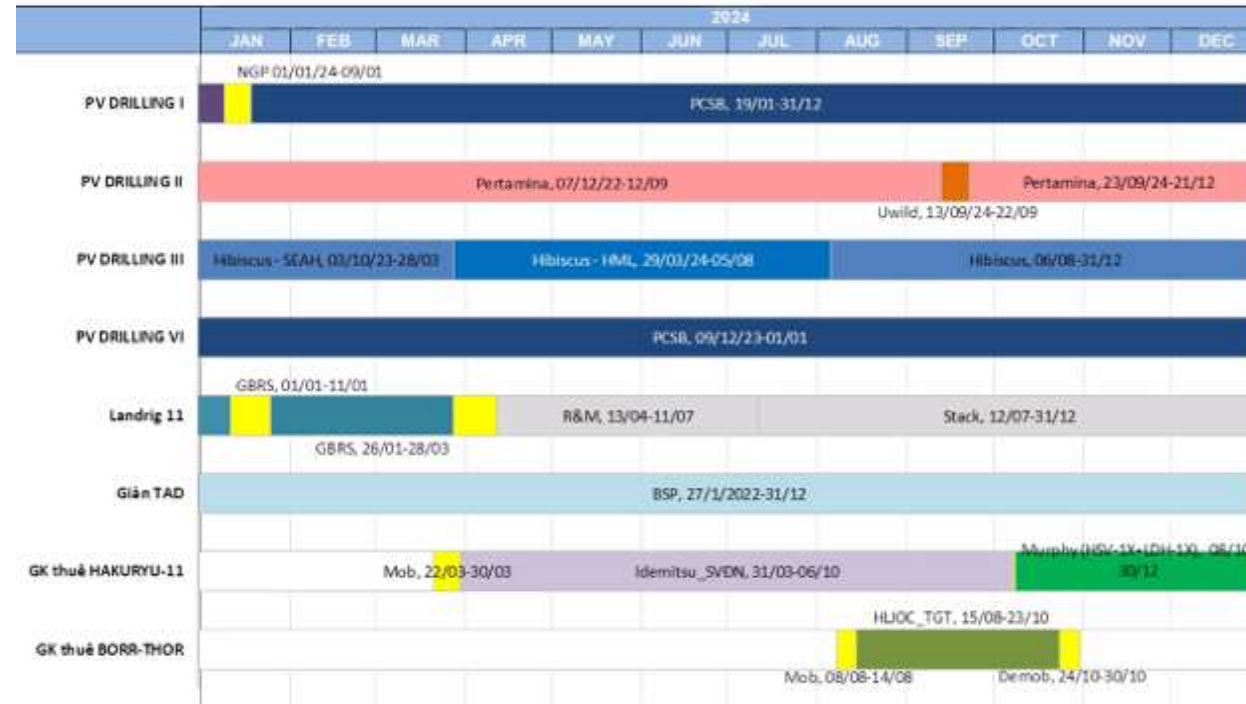 2024
JAN FEB MAR APR MAY JUN JUL AUG SEP OCT NOV DEC
NGP 01/01/24-09/01
PV DRILLING I
PCSB, 19/01-31/12
PV DRILLING II
Pertamina, 07/12/22-12/09
Pertamina, 23/09/24-21/12
Uwild, 13/09/24-22/09
PV DRILLING III
Hibiscus - SEAH, 03/10/23-28/03
Hibiscus - HML, 29/03/24-05/08
Hibiscus, 06/08-31/12
PV DRILLING VI
PCSB, 09/12/23-01/01
GBRS, 01/01-11/01
Landrig 11
R&M, 13/04-11/07
Stack, 12/07-31/12
GBRS, 26/01-28/03
Giàn TAD
BSP, 27/1/2022-31/12
Murphy (HSV-1X+LDH-1X), 08/10
GK thuê HAKURYU-11
Mob, 22/03-30/03
Idemitsu_SVDN, 31/03-06/10
30/12
HLJOC_TGT, 15/08-23/10
GK thuê BORR-THOR
Mob, 08/08-14/08
Demob, 24/10-30/10